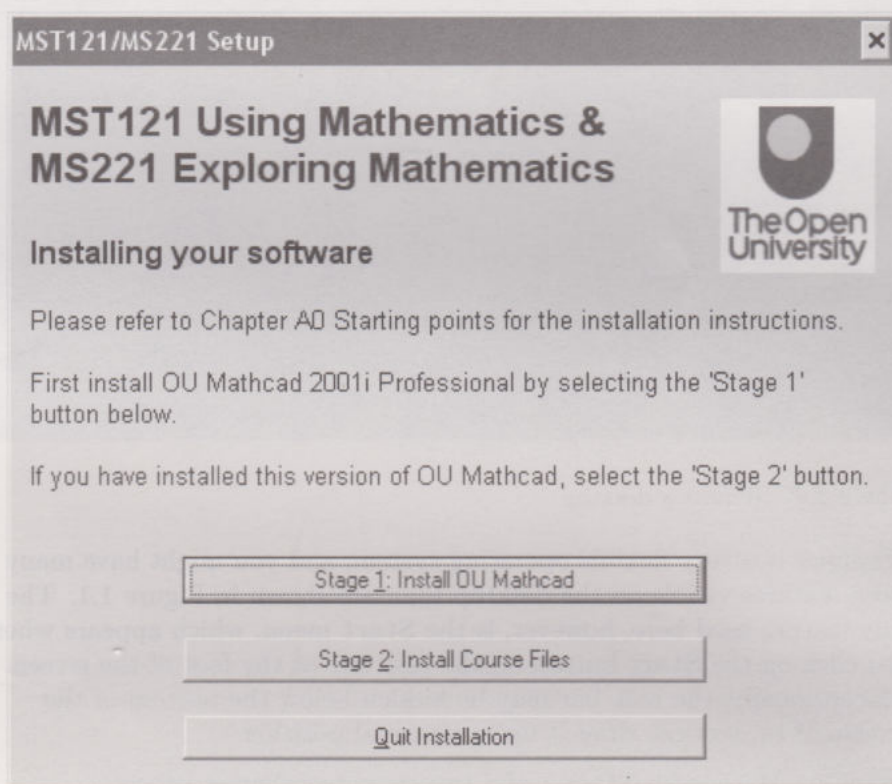 MST121/MS221 Setup
MST121 Using Mathematics &
MS221 Exploring Mathematics
The Open
University
Installing your software
Please refer to Chapter A0 Starting points for the installation instructions.
First install OU Mathcad 2001i Professional by selecting the 'Stage 1'
button below.
If you have installed this version of OU Mathcad, select the 'Stage 2' button.
Stage 1: Install OU Mathcad
Stage 2: Install Course Files
Quit Installation